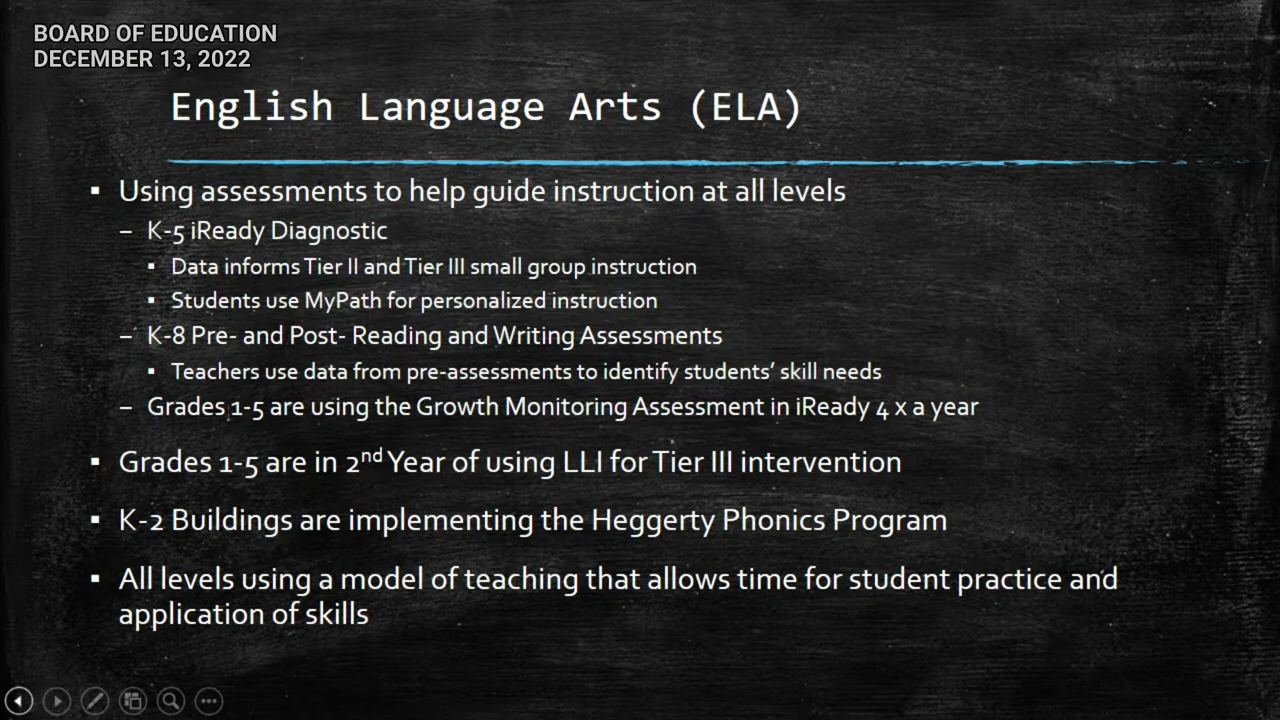 BOARD OF EDUCATION
DECEMBER 13, 2022
English Language Arts (ELA)
▪ Using assessments to help guide instruction at all levels
– K-5 iReady Diagnostic
▪ Data informs Tier II and Tier III small group instruction
▪ Students use MyPath for personalized instruction
– K-8 Pre- and Post- Reading and Writing Assessments
▪ Teachers use data from pre-assessments to identify students’ skill needs
– Grades 1-5 are using the Growth Monitoring Assessment in iReady 4 x a year
▪ Grades 1-5 are in 2nd Year of using LLI for Tier III intervention
▪ K-2 Buildings are implementing the Heggerty Phonics Program
▪ All levels using a model of teaching that allows time for student practice and
application of skills